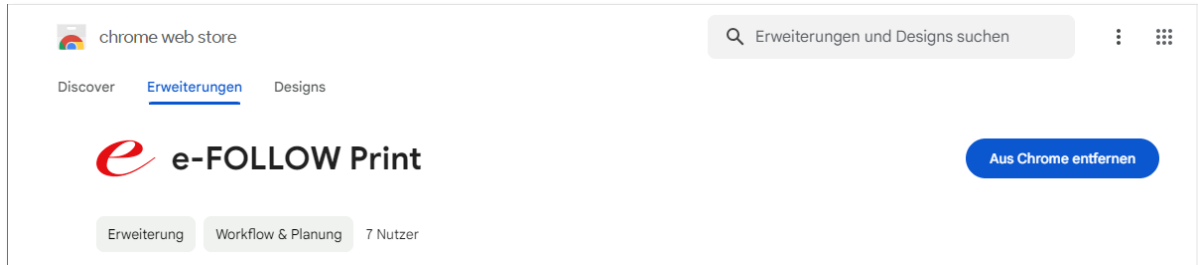 chrome web store
Erweiterungen und Designs suchen
Discover Erweiterungen Designs
e e-FOLLOW Print
Aus Chrome entfernen
Erweiterung Workflow & Planung 7 Nutzer